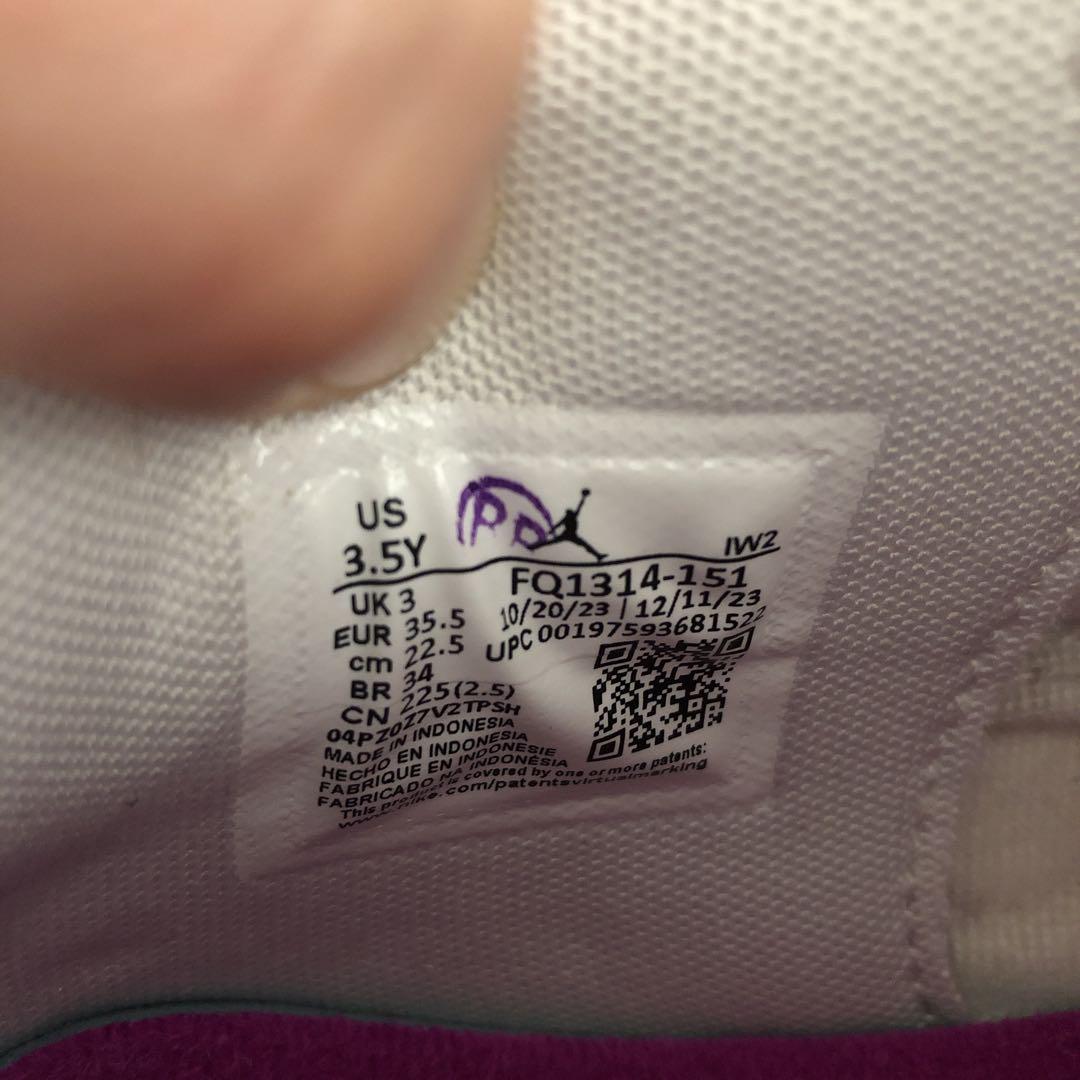 US
3.5Y
IW2
UK 3
EUR 35.5
cm 22.5
BR 34
CN 225(2.5)
FQ1314-151
10/20/23 | 12/11/23
UPC 00197593681522
04PZ0Z7V2TPSH
MADE IN INDONESIA
HECHO EN INDONESIA
FABRIQUE EN INDONESIE
FABRICADO NA INDONÉSIA
This product is covered by one or more patents:
www.nike.com/patentsvirtualmarking